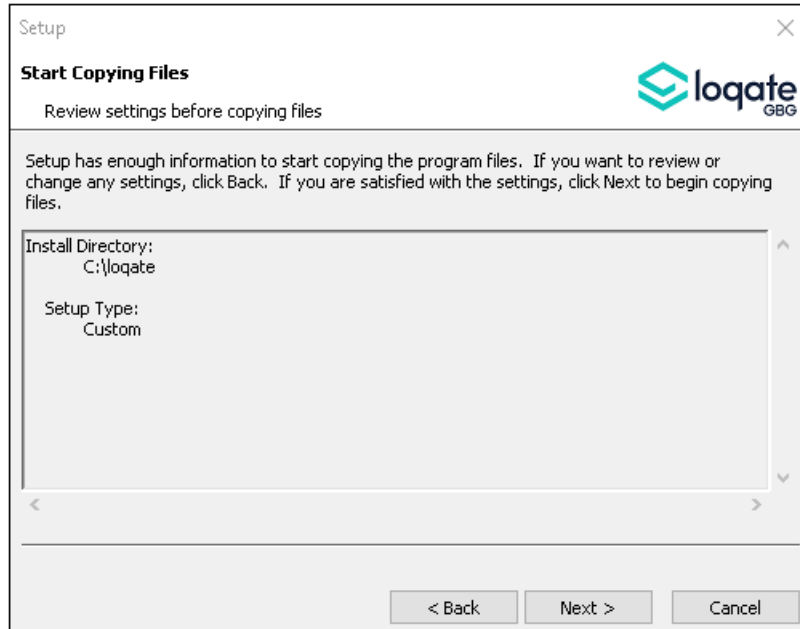 Setup
Start Copying Files
Review settings before copying files
loqate
GBG
Setup has enough information to start copying the program files.  If you want to review or
change any settings, click Back.  If you are satisfied with the settings, click Next to begin copying
files.
Install Directory:
C:\loqate
Setup Type:
Custom
< Back
Next >
Cancel